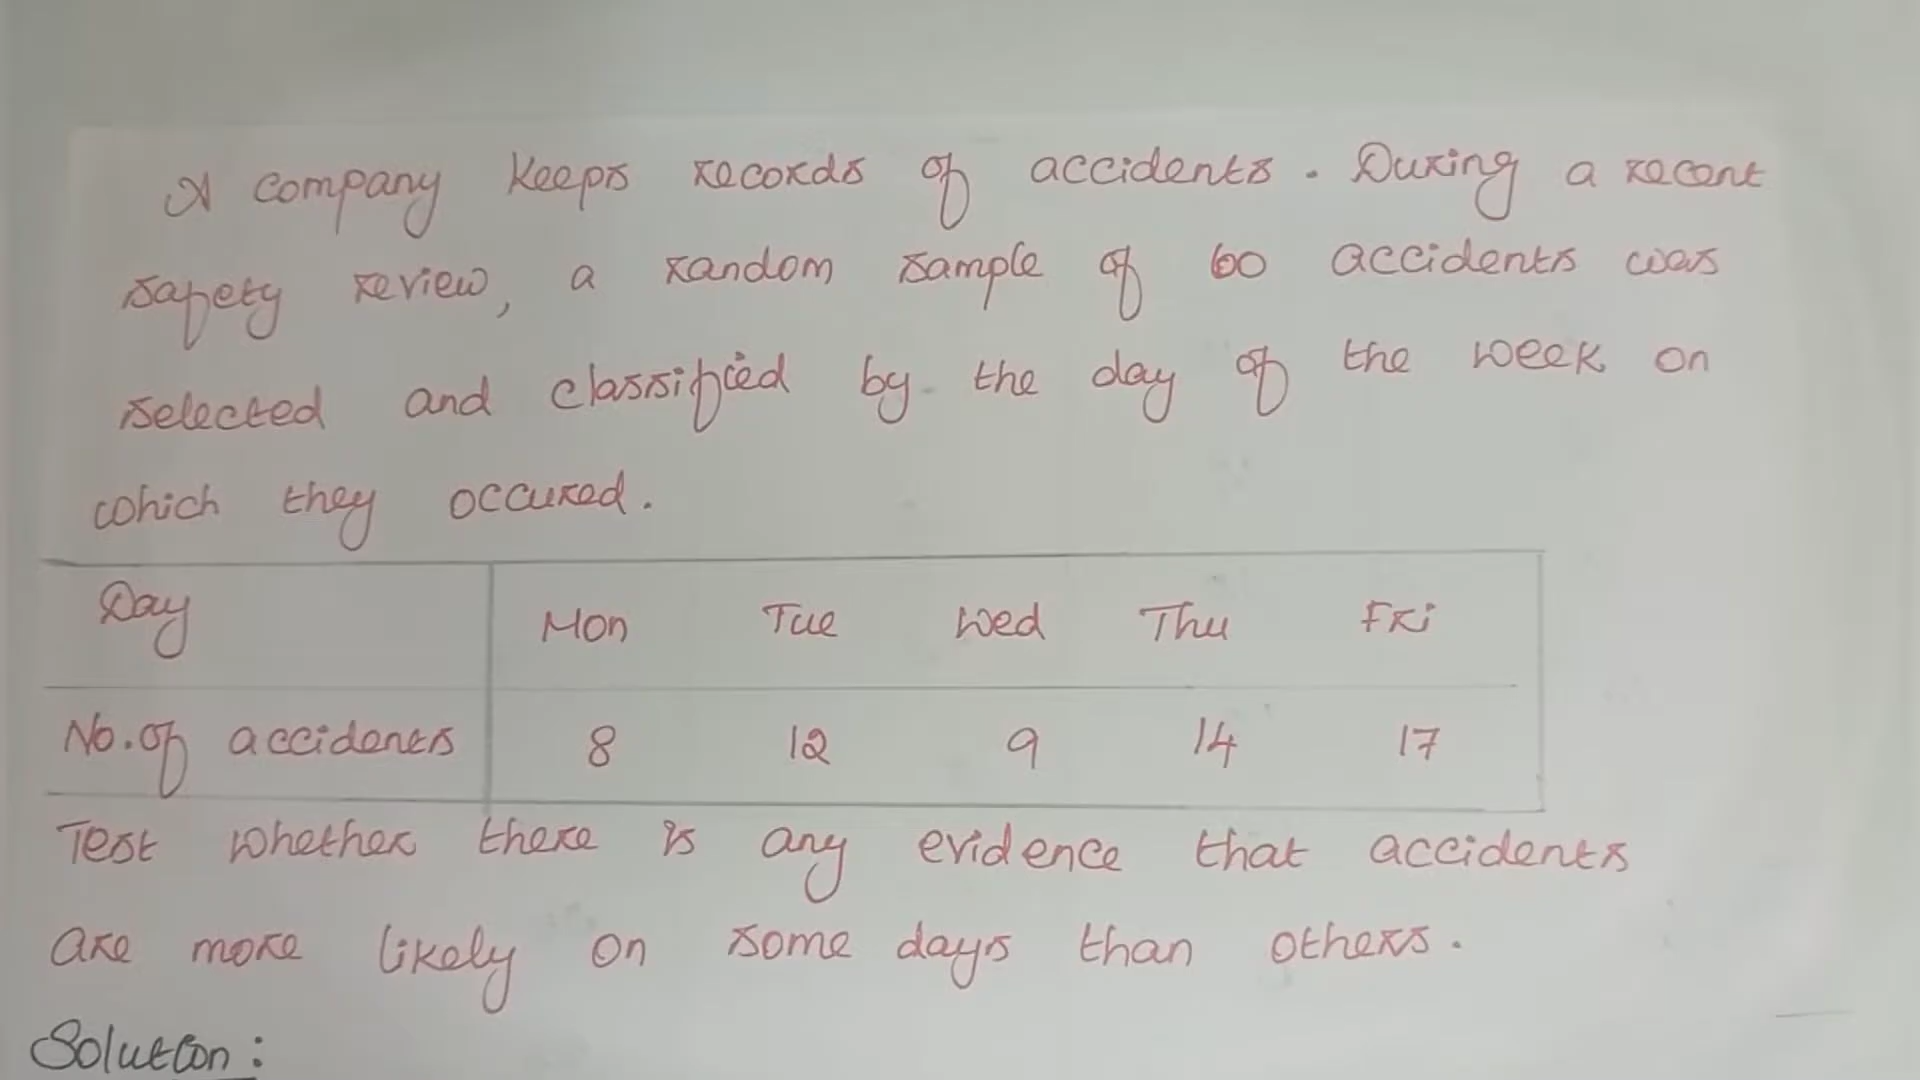 A company keeps records of accidents. During a recent
safety review, a random sample of 60 accidents was
selected and classified by the day of the week on
which they occured.
Day Mon Tue Wed Thu Fri
No. of accidents 8 12 9 14 17
Test whether there is any evidence that accidents
are more likely on some days than others.
Solution: